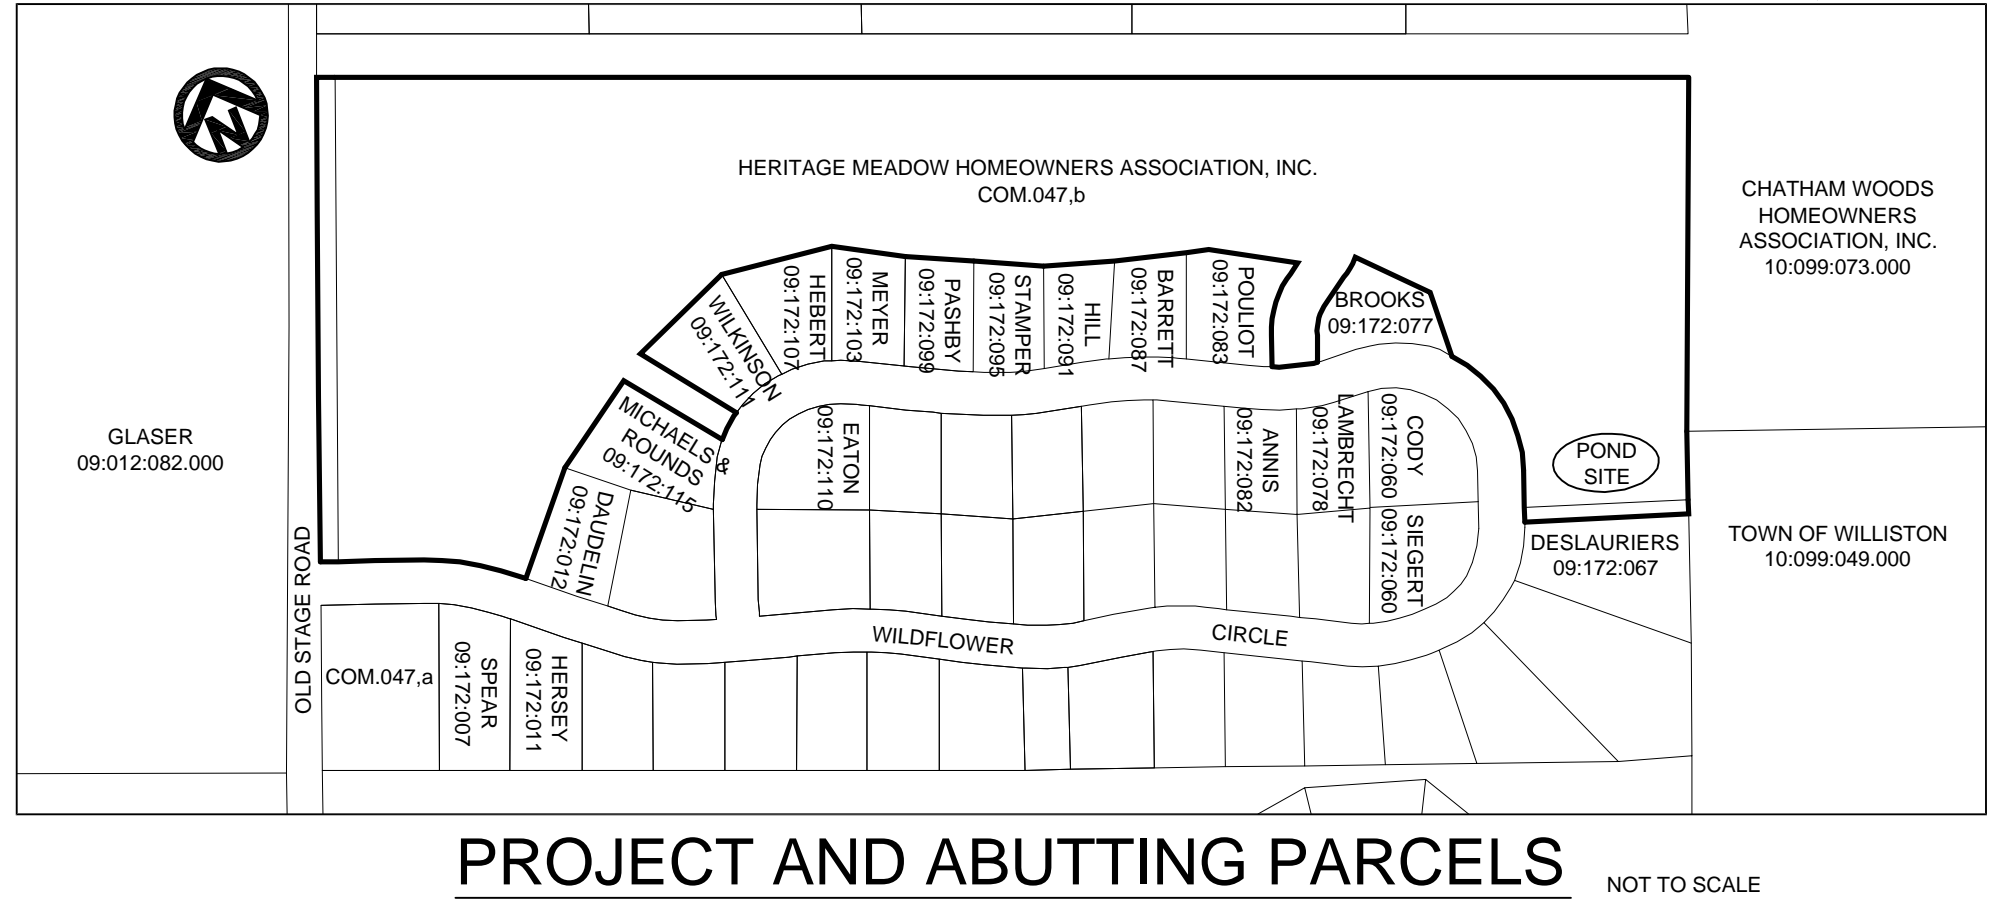 N
HERITAGE MEADOW HOMEOWNERS ASSOCIATION, INC.
COM.047,b
CHATHAM WOODS
HOMEOWNERS
ASSOCIATION, INC.
10:099:073.000
GLASER
09:012:082.000
WILKINSON
09:172:111
HEBERT
09:172:107
MEYER
09:172:103
PASHBY
09:172:099
STAMPER
09:172:095
HILL
09:172:091
BARRETT
09:172:087
POULIOT
09:172:083
BROOKS
09:172:077
MICHAELS &
ROUNDS
09:172:115
DAUDELIN
09:172:012
EATON
09:172:110
ANNIS
09:172:082
LAMBRECHT
09:172:078
CODY
09:172:060
SIEGERT
09:172:060
POND
SITE
DESLAURIERS
09:172:067
TOWN OF WILLISTON
10:099:049.000
OLD STAGE ROAD
WILDFLOWER CIRCLE
COM.047,a
SPEAR
09:172:007
HERSEY
09:172:011
PROJECT AND ABUTTING PARCELS
NOT TO SCALE